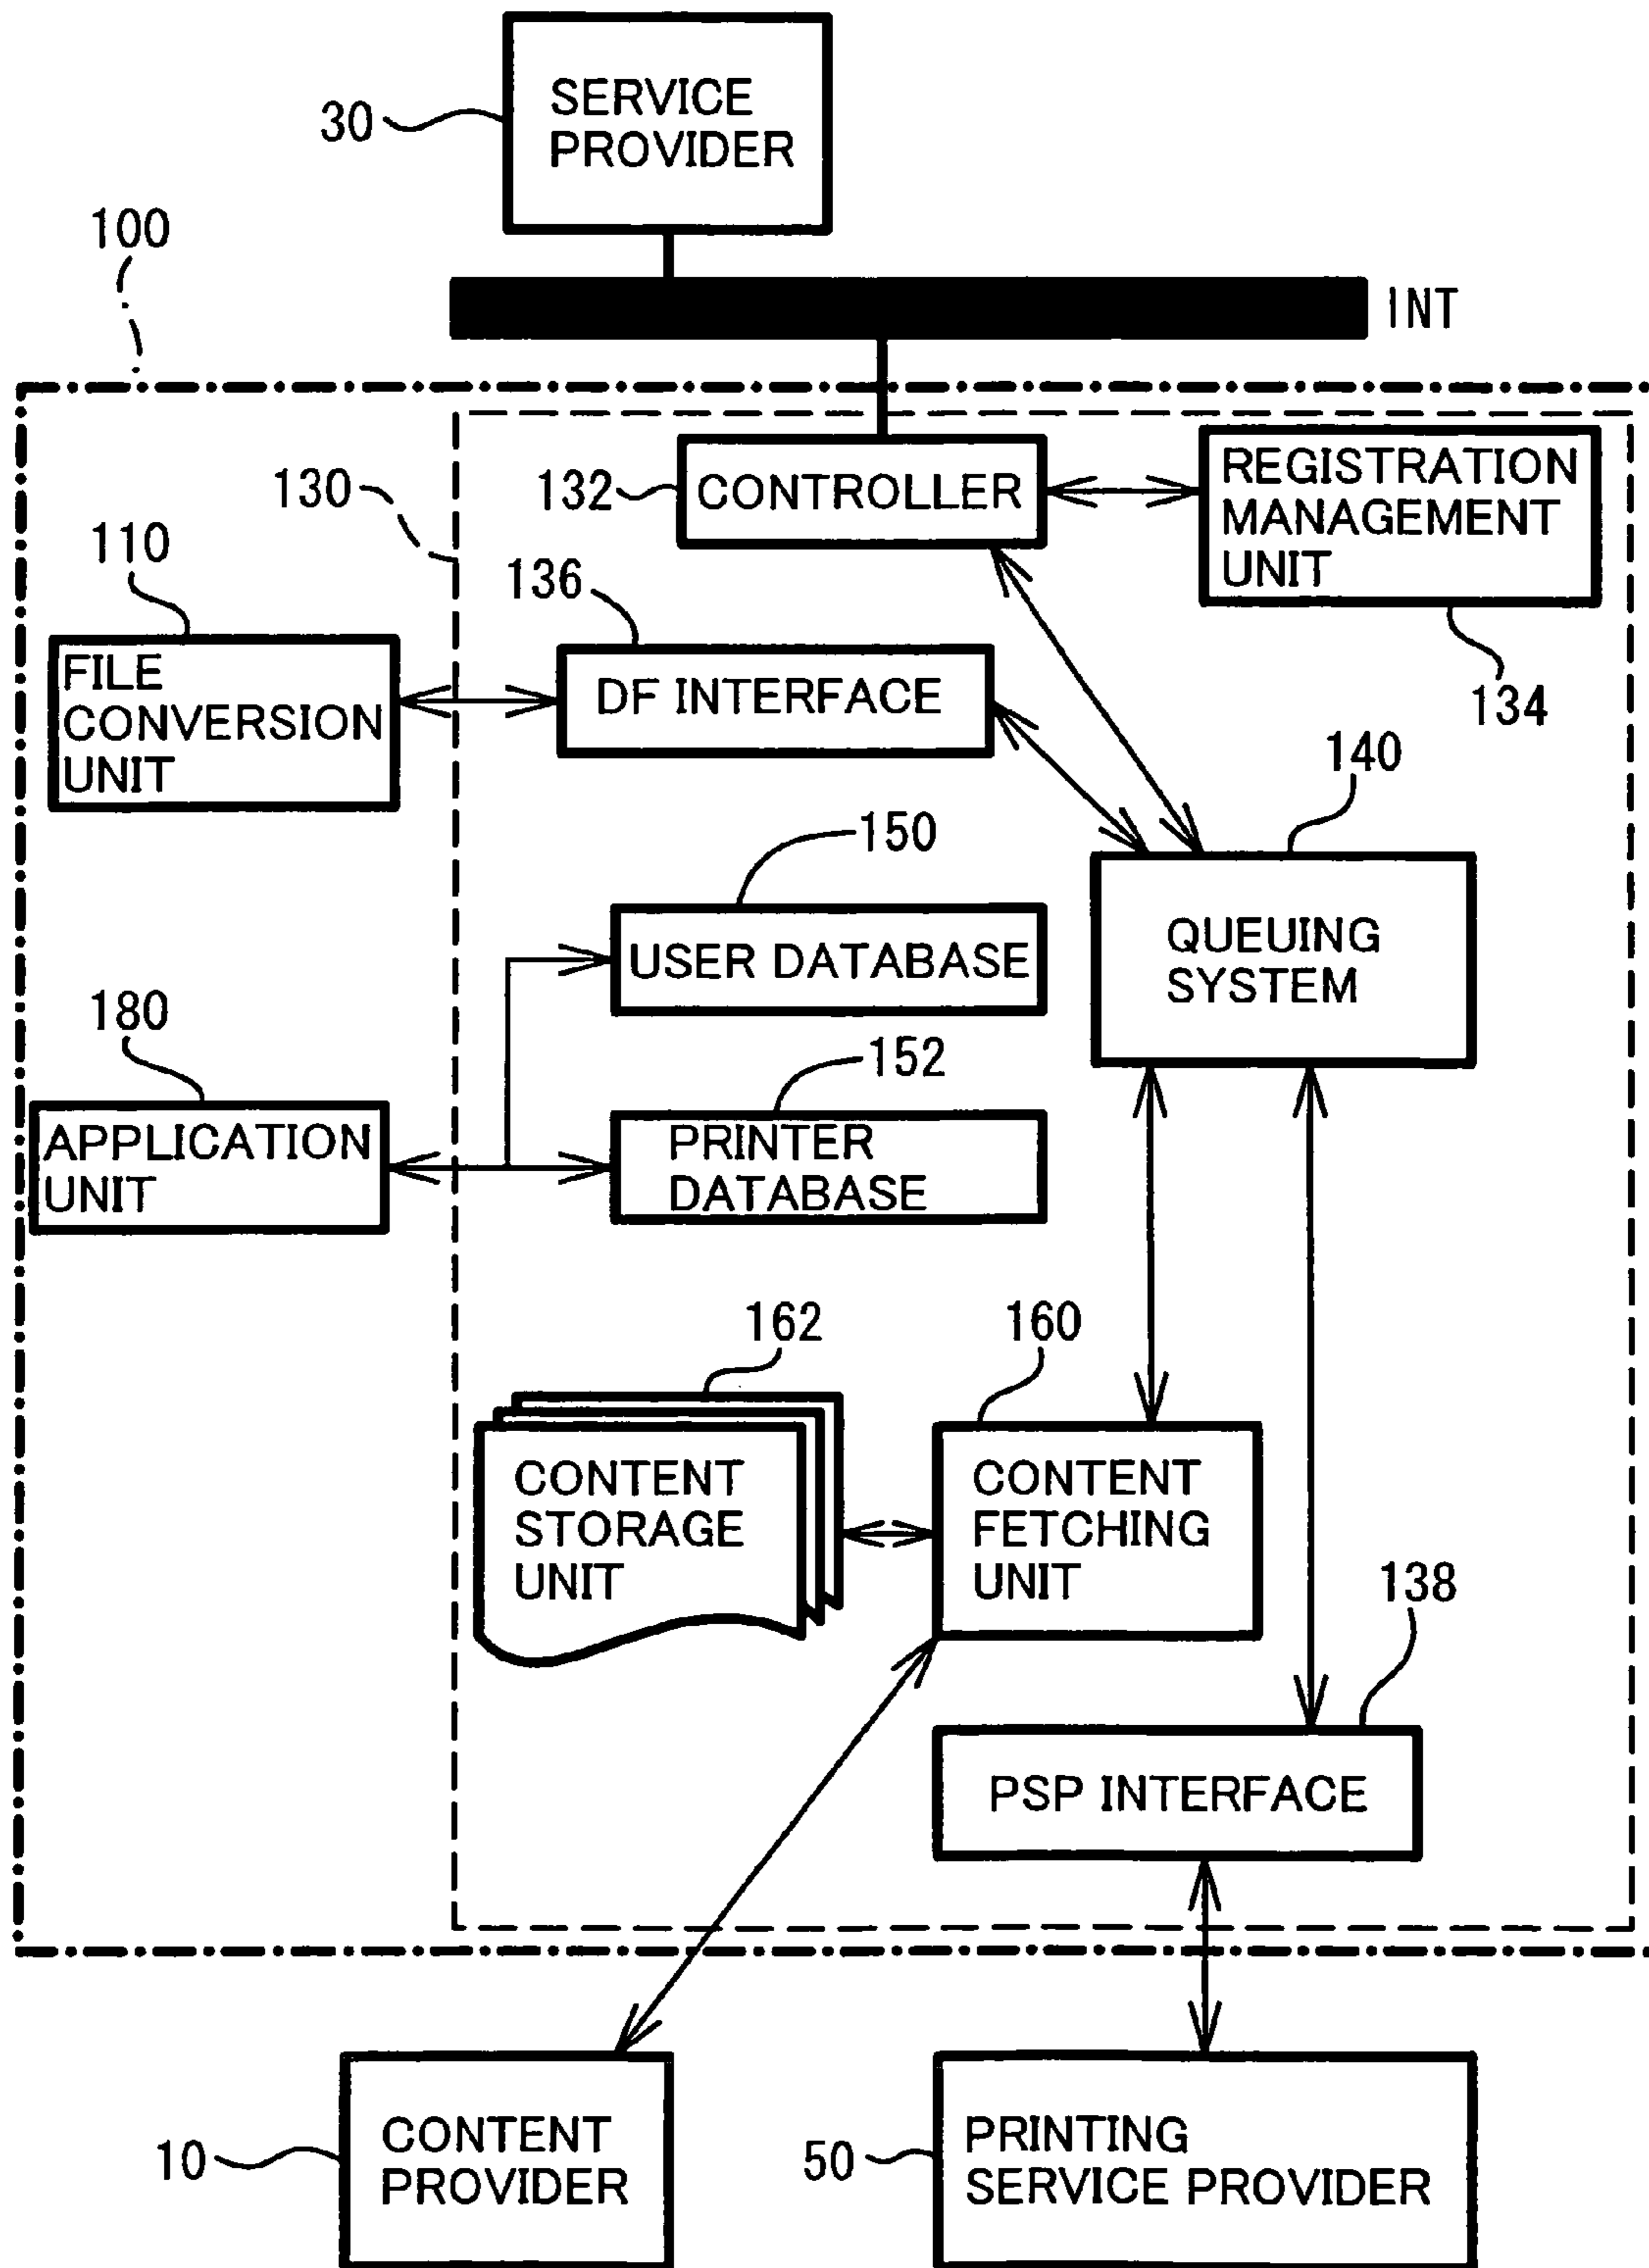 SERVICE
PROVIDER
30
100
INT
130
132
CONTROLLER
REGISTRATION
MANAGEMENT
UNIT
134
110
136
FILE
CONVERSION
UNIT
DF INTERFACE
140
150
USER DATABASE
QUEUING
SYSTEM
180
152
APPLICATION
UNIT
PRINTER
DATABASE
162
160
CONTENT
STORAGE
UNIT
CONTENT
FETCHING
UNIT
138
PSP INTERFACE
10
CONTENT
PROVIDER
50
PRINTING
SERVICE PROVIDER